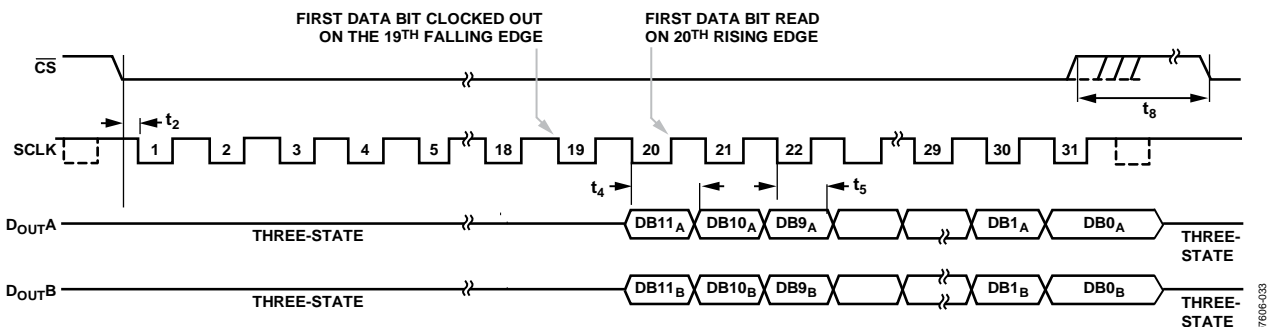 FIRST DATA BIT CLOCKED OUT
ON THE 19TH FALLING EDGE
FIRST DATA BIT READ
ON 20TH RISING EDGE
CS
t8
t2
SCLK
1 2 3 4 5 18 19 20 21 22 29 30 31
t4
t5
DOUTA
THREE-STATE
DB11A DB10A DB9A DB1A DB0A
THREE-
STATE
DOUTB
THREE-STATE
DB11B DB10B DB9B DB1B DB0B
THREE-
STATE
7606-033